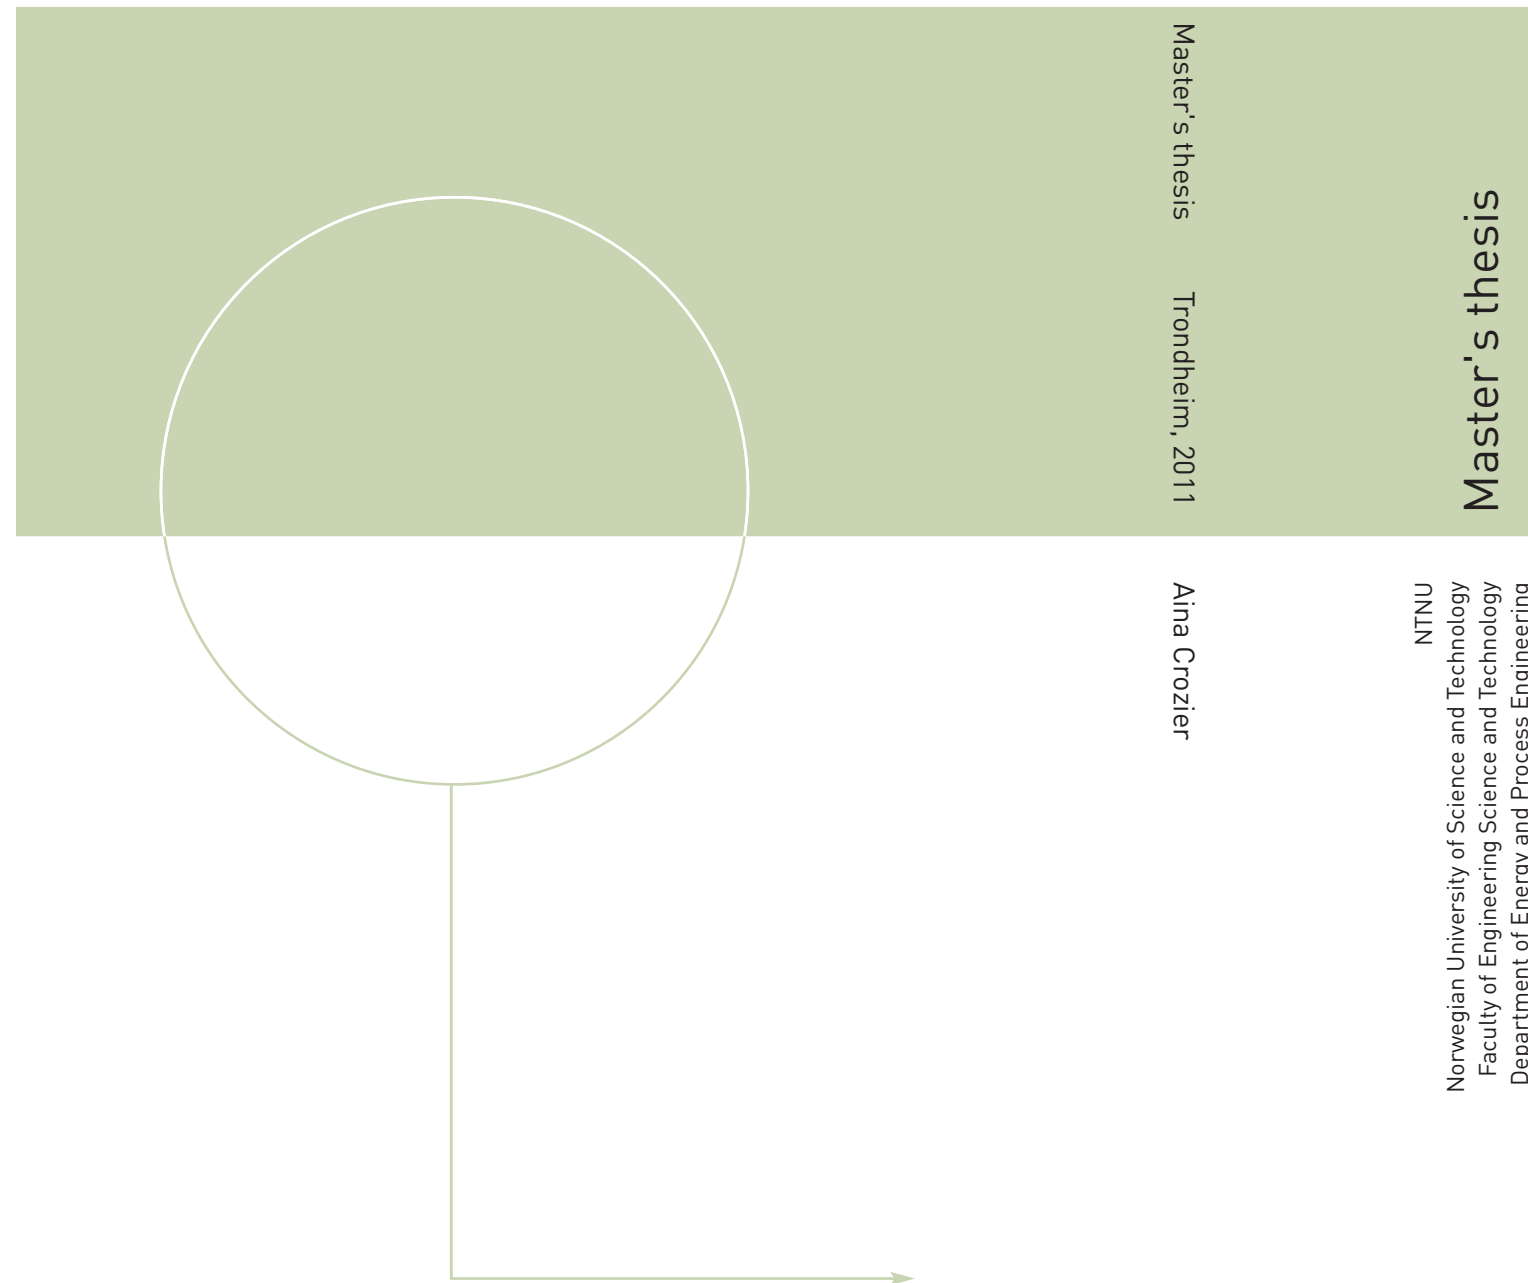 Master's thesis
Trondheim, 2011
Aina Crozier
Master's thesis
NTNU
Norwegian University of Science and Technology
Faculty of Engineering Science and Technology
Department of Energy and Process Engineering